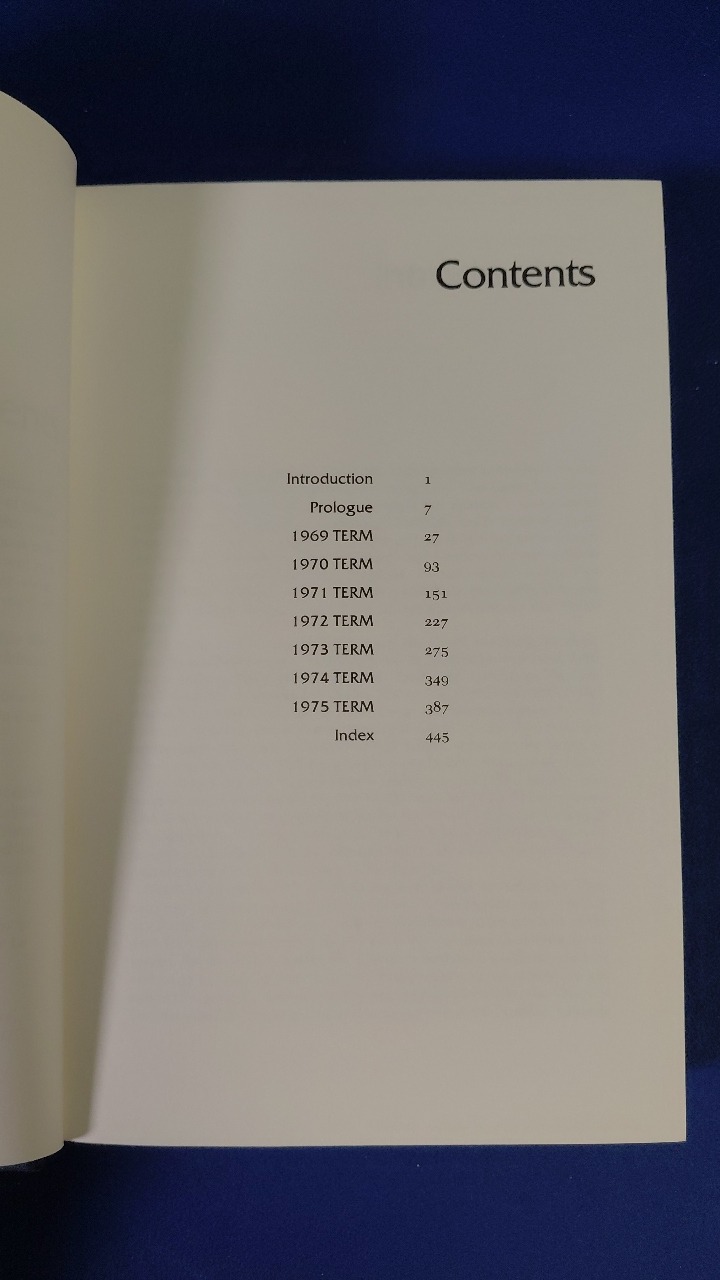 Contents
Introduction 1
Prologue 7
1969 TERM 27
1970 TERM 93
1971 TERM 151
1972 TERM 227
1973 TERM 275
1974 TERM 349
1975 TERM 387
Index 445